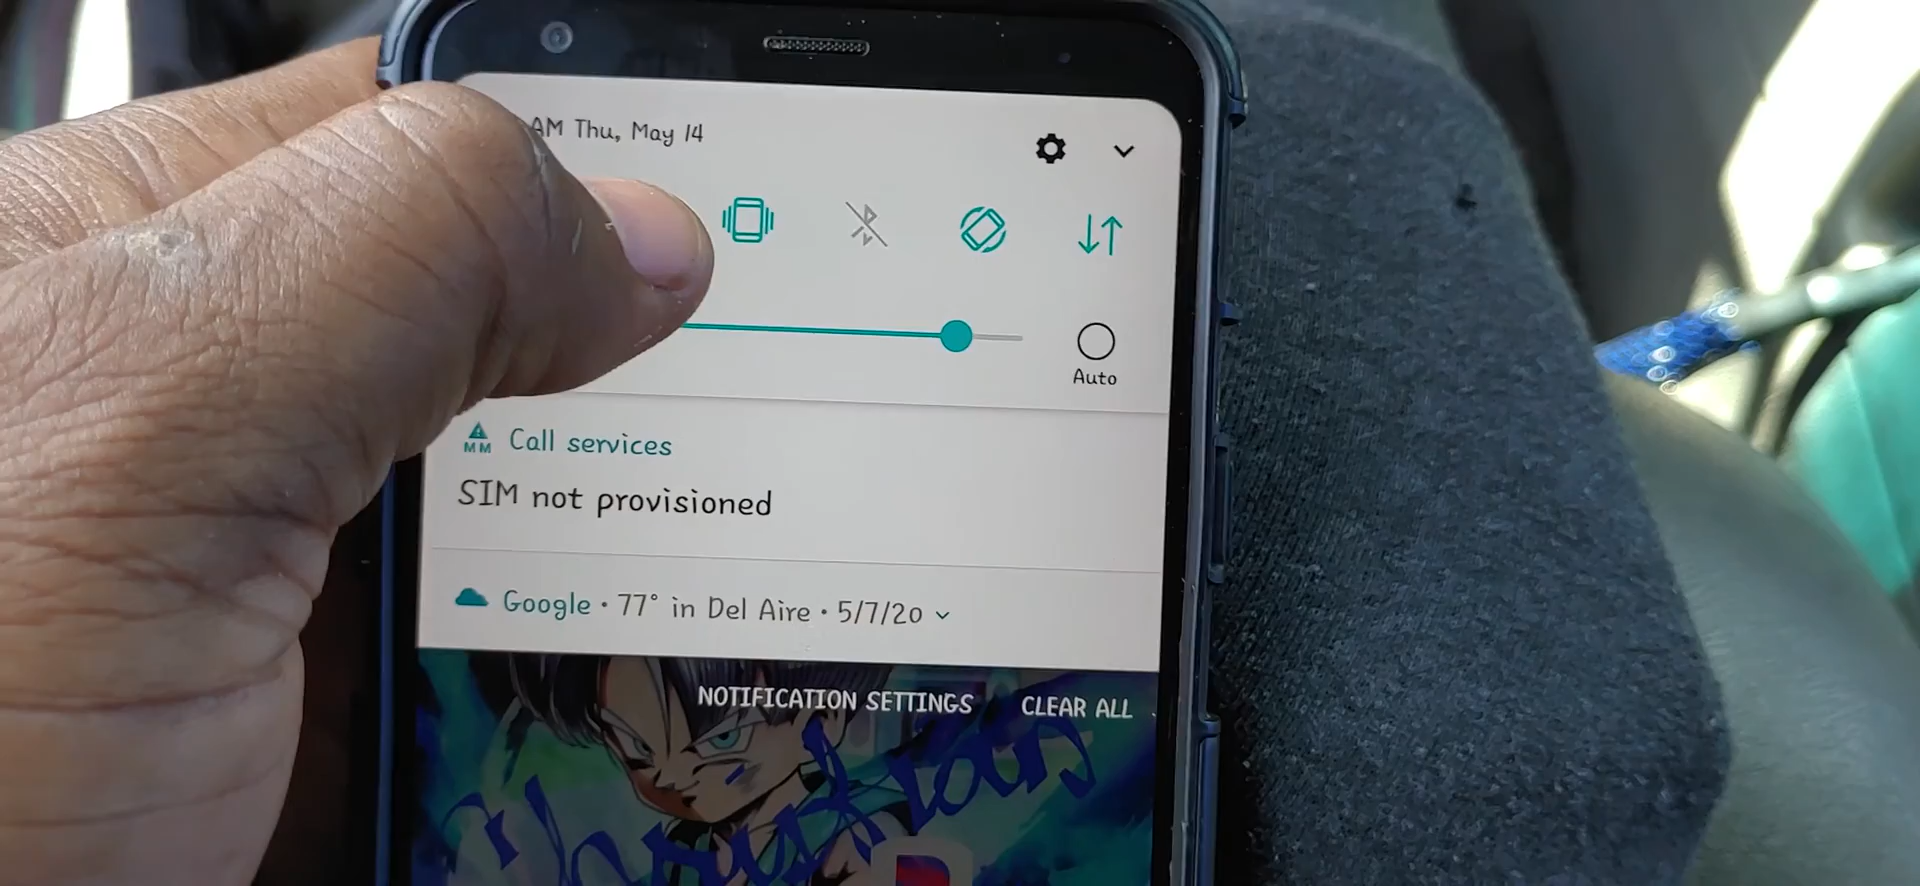 AM Thu, May 14
Auto
MM Call services
SIM not provisioned
Google • 77° in Del Aire • 5/7/20
NOTIFICATION SETTINGS CLEAR ALL